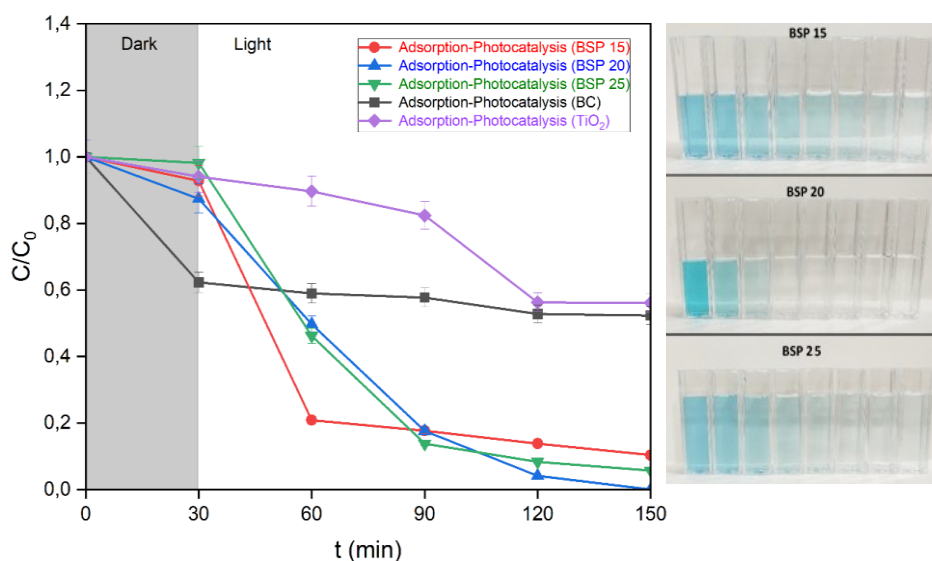 Dark
Light
Adsorption-Photocatalysis (BSP 15)
Adsorption-Photocatalysis (BSP 20)
Adsorption-Photocatalysis (BSP 25)
Adsorption-Photocatalysis (BC)
Adsorption-Photocatalysis (TiO₂)
1,4
1,2
1,0
0,8
0,6
0,4
0,2
0,0
C/C₀
0
30
60
90
120
150
t (min)
BSP 15
BSP 20
BSP 25